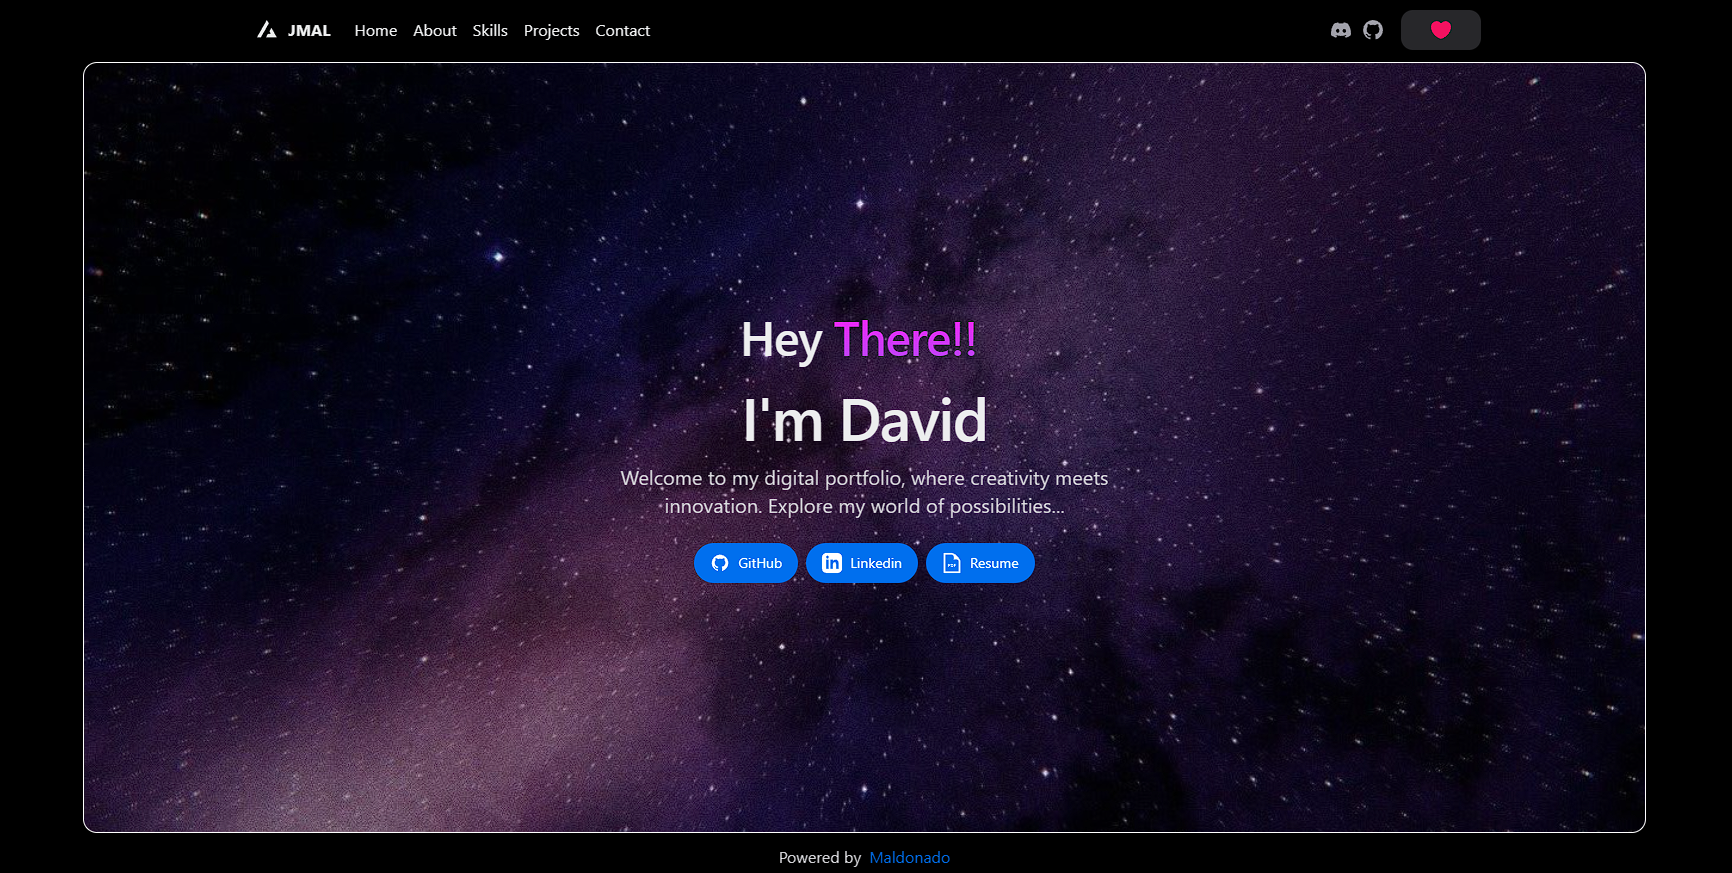 JMAL Home About Skills Projects Contact
Hey There!!
I'm David
Welcome to my digital portfolio, where creativity meets
innovation. Explore my world of possibilities...
GitHub Linkedin Resume
Powered by Maldonado